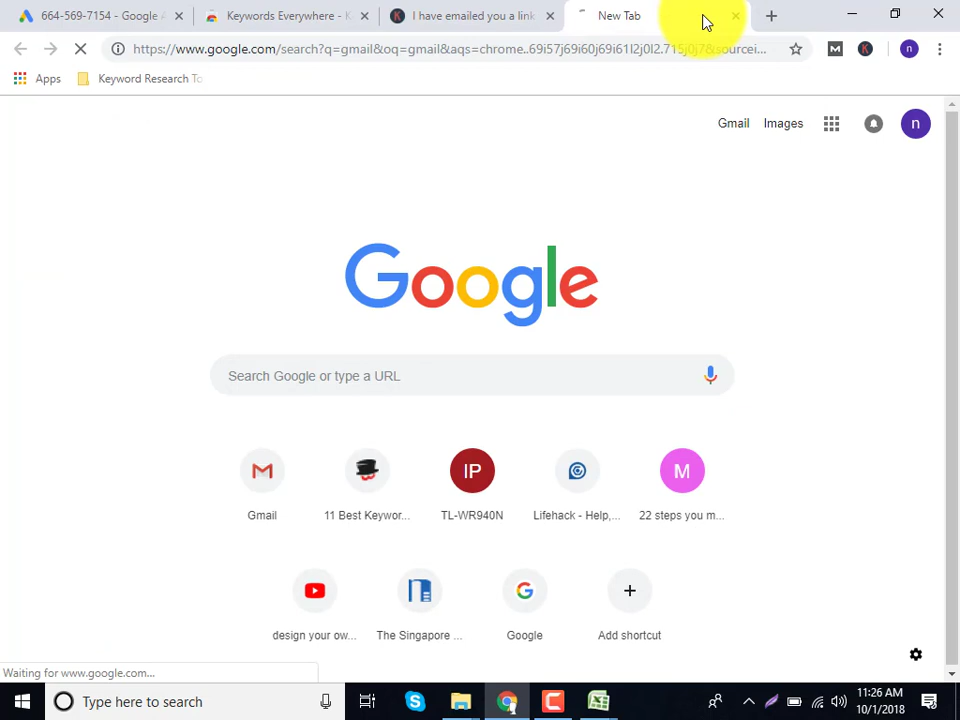 664-569-7154 - Google A
Keywords Everywhere - K
I have emailed you a link
New Tab
https://www.google.com/search?q=gmail&oq=gmail&aqs=chrome..69i57j69i60j69i61l2j0l2.715j0j7&sourcei...
n
Apps
Keyword Research To
Gmail
Images
n
Google
Search Google or type a URL
Gmail
11 Best Keywor...
IP
TL-WR940N
Lifehack - Help,...
M
22 steps you m...
design your ow...
The Singapore ...
Google
Add shortcut
Waiting for www.google.com...
Type here to search
11:26 AM
10/1/2018